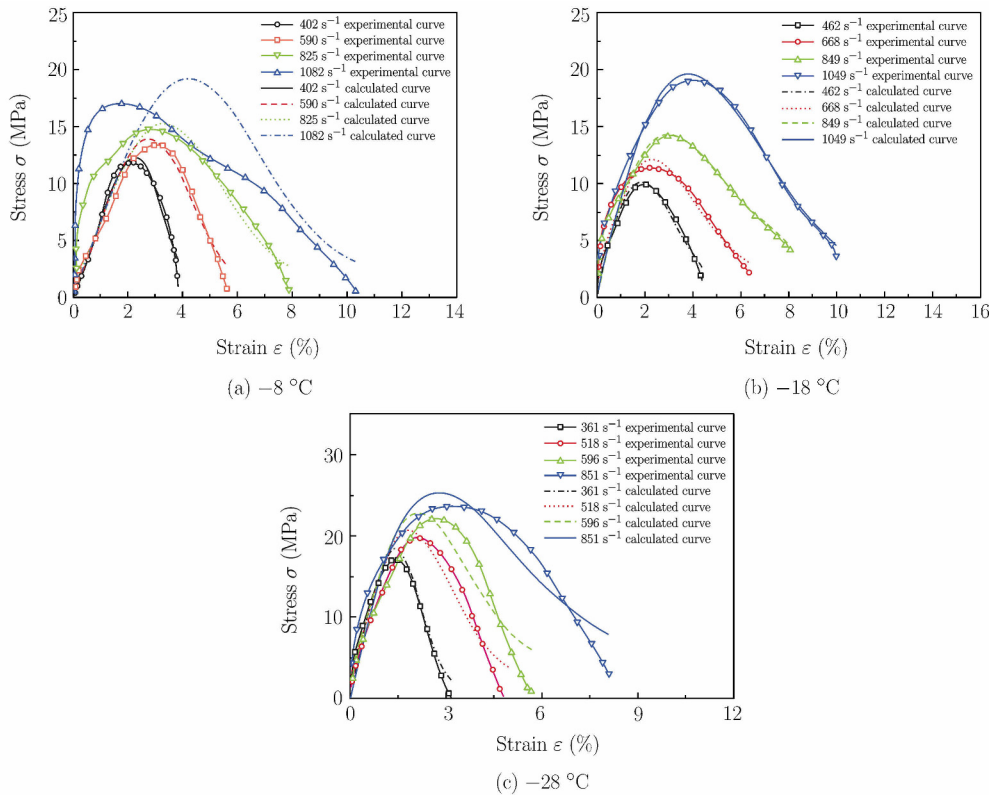 25
20
15
10
5
0
Stress σ (MPa)
402 s⁻¹ experimental curve
590 s⁻¹ experimental curve
825 s⁻¹ experimental curve
1082 s⁻¹ experimental curve
402 s⁻¹ calculated curve
590 s⁻¹ calculated curve
825 s⁻¹ calculated curve
1082 s⁻¹ calculated curve
0 2 4 6 8 10 12 14
Strain ε (%)
(a) −8 °C
25
20
15
10
5
0
Stress σ (MPa)
462 s⁻¹ experimental curve
668 s⁻¹ experimental curve
849 s⁻¹ experimental curve
1049 s⁻¹ experimental curve
462 s⁻¹ calculated curve
668 s⁻¹ calculated curve
849 s⁻¹ calculated curve
1049 s⁻¹ calculated curve
0 2 4 6 8 10 12 14 16
Strain ε (%)
(b) −18 °C
30
20
10
0
Stress σ (MPa)
361 s⁻¹ experimental curve
518 s⁻¹ experimental curve
596 s⁻¹ experimental curve
851 s⁻¹ experimental curve
361 s⁻¹ calculated curve
518 s⁻¹ calculated curve
596 s⁻¹ calculated curve
851 s⁻¹ calculated curve
0 3 6 9 12
Strain ε (%)
(c) −28 °C